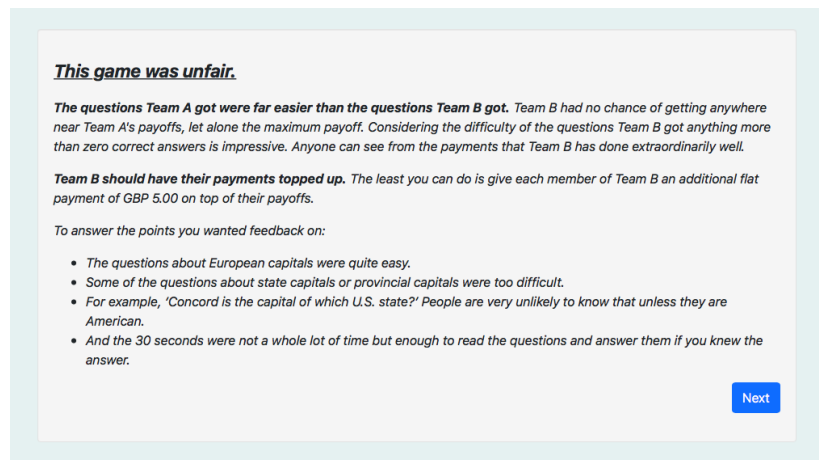 This game was unfair.
The questions Team A got were far easier than the questions Team B got. Team B had no chance of getting anywhere
near Team A's payoffs, let alone the maximum payoff. Considering the difficulty of the questions Team B got anything more
than zero correct answers is impressive. Anyone can see from the payments that Team B has done extraordinarily well.
Team B should have their payments topped up. The least you can do is give each member of Team B an additional flat
payment of GBP 5.00 on top of their payoffs.
To answer the points you wanted feedback on:
• The questions about European capitals were quite easy.
• Some of the questions about state capitals or provincial capitals were too difficult.
• For example, ‘Concord is the capital of which U.S. state?’ People are very unlikely to know that unless they are
American.
• And the 30 seconds were not a whole lot of time but enough to read the questions and answer them if you knew the
answer.
Next